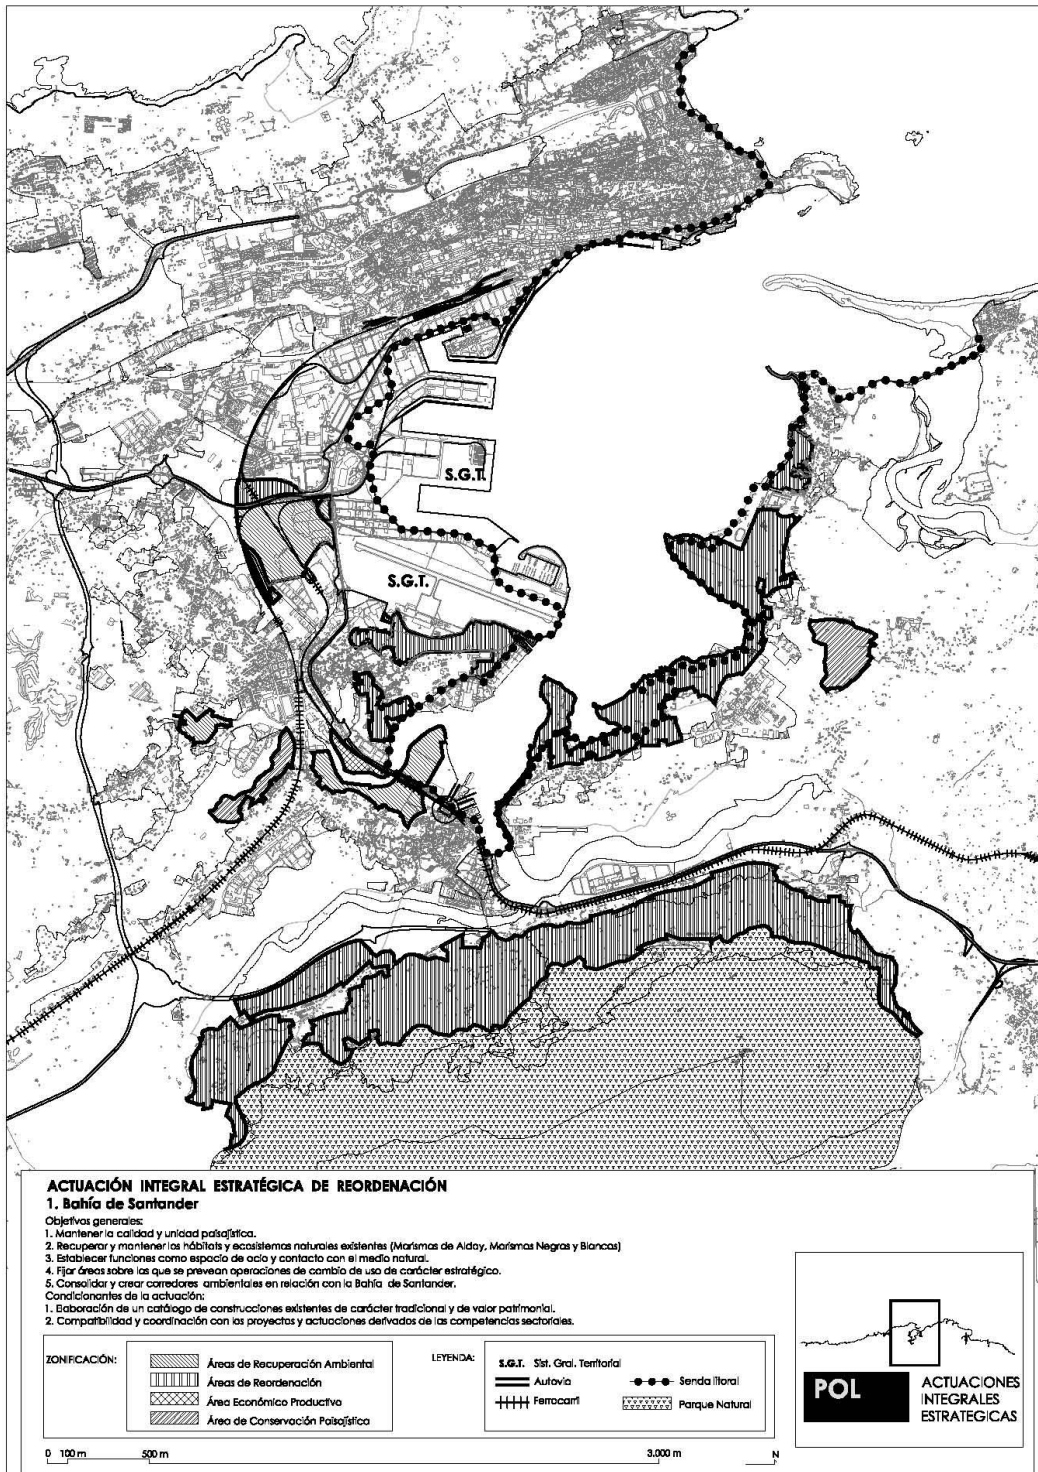 S.G.T.
S.G.T.
ACTUACIÓN INTEGRAL ESTRATÉGICA DE REORDENACIÓN
1. Bahía de Santander
Objetivos generales:
1. Mantener la calidad y unidad paisajística.
2. Recuperar y mantener los hábitats y ecosistemas naturales existentes (Marismas de Alday, Marismas Negras y Blancas)
3. Establecer funciones como espacio de ocio y contacto con el medio natural.
4. Fijar áreas sobre las que se prevean operaciones de cambio de uso de carácter estratégico.
5. Consolidar y crear corredores ambientales en relación con la Bahía de Santander.
Condicionantes de la actuación:
1. Elaboración de un catálogo de construcciones existentes de carácter tradicional y de valor patrimonial.
2. Compatibilidad y coordinación con los proyectos y actuaciones derivados de las competencias sectoriales.
ZONIFICACIÓN:
Áreas de Recuperación Ambiental
Áreas de Reordenación
Área Económico Productivo
Área de Conservación Paisajística
LEYENDA:
S.G.T. Sist. Gral. Territorial
Autovía
Ferrocarril
Senda litoral
Parque Natural
POL
ACTUACIONES
INTEGRALES
ESTRATEGICAS
0 100 m 500 m 3.000 m N